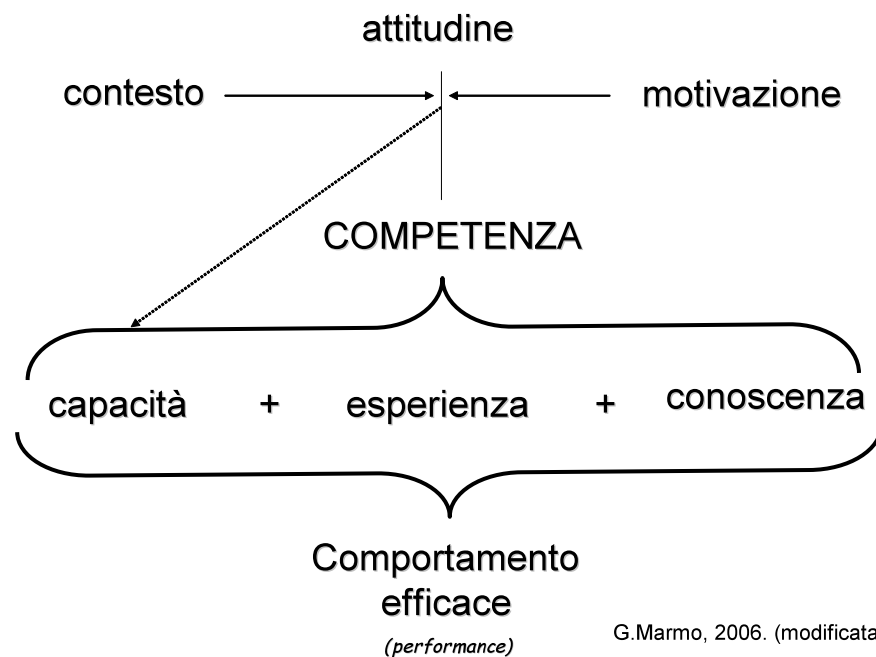 attitudine
contesto motivazione
COMPETENZA
capacità + esperienza + conoscenza
Comportamento
efficace
(performance)
G.Marmo, 2006. (modificata